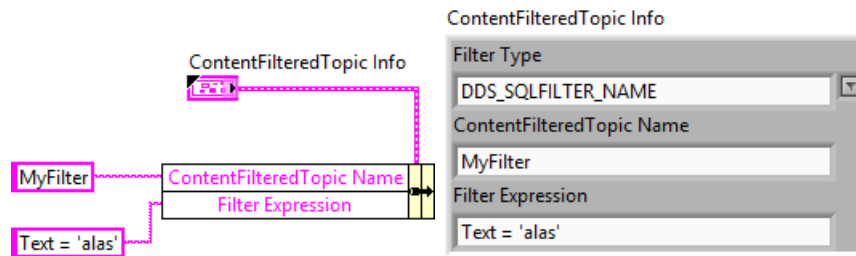 ContentFilteredTopic Info
MyFilter
ContentFilteredTopic Name
Filter Expression
Text = 'alas'
ContentFilteredTopic Info
Filter Type
DDS_SQLFILTER_NAME
ContentFilteredTopic Name
MyFilter
Filter Expression
Text = 'alas'